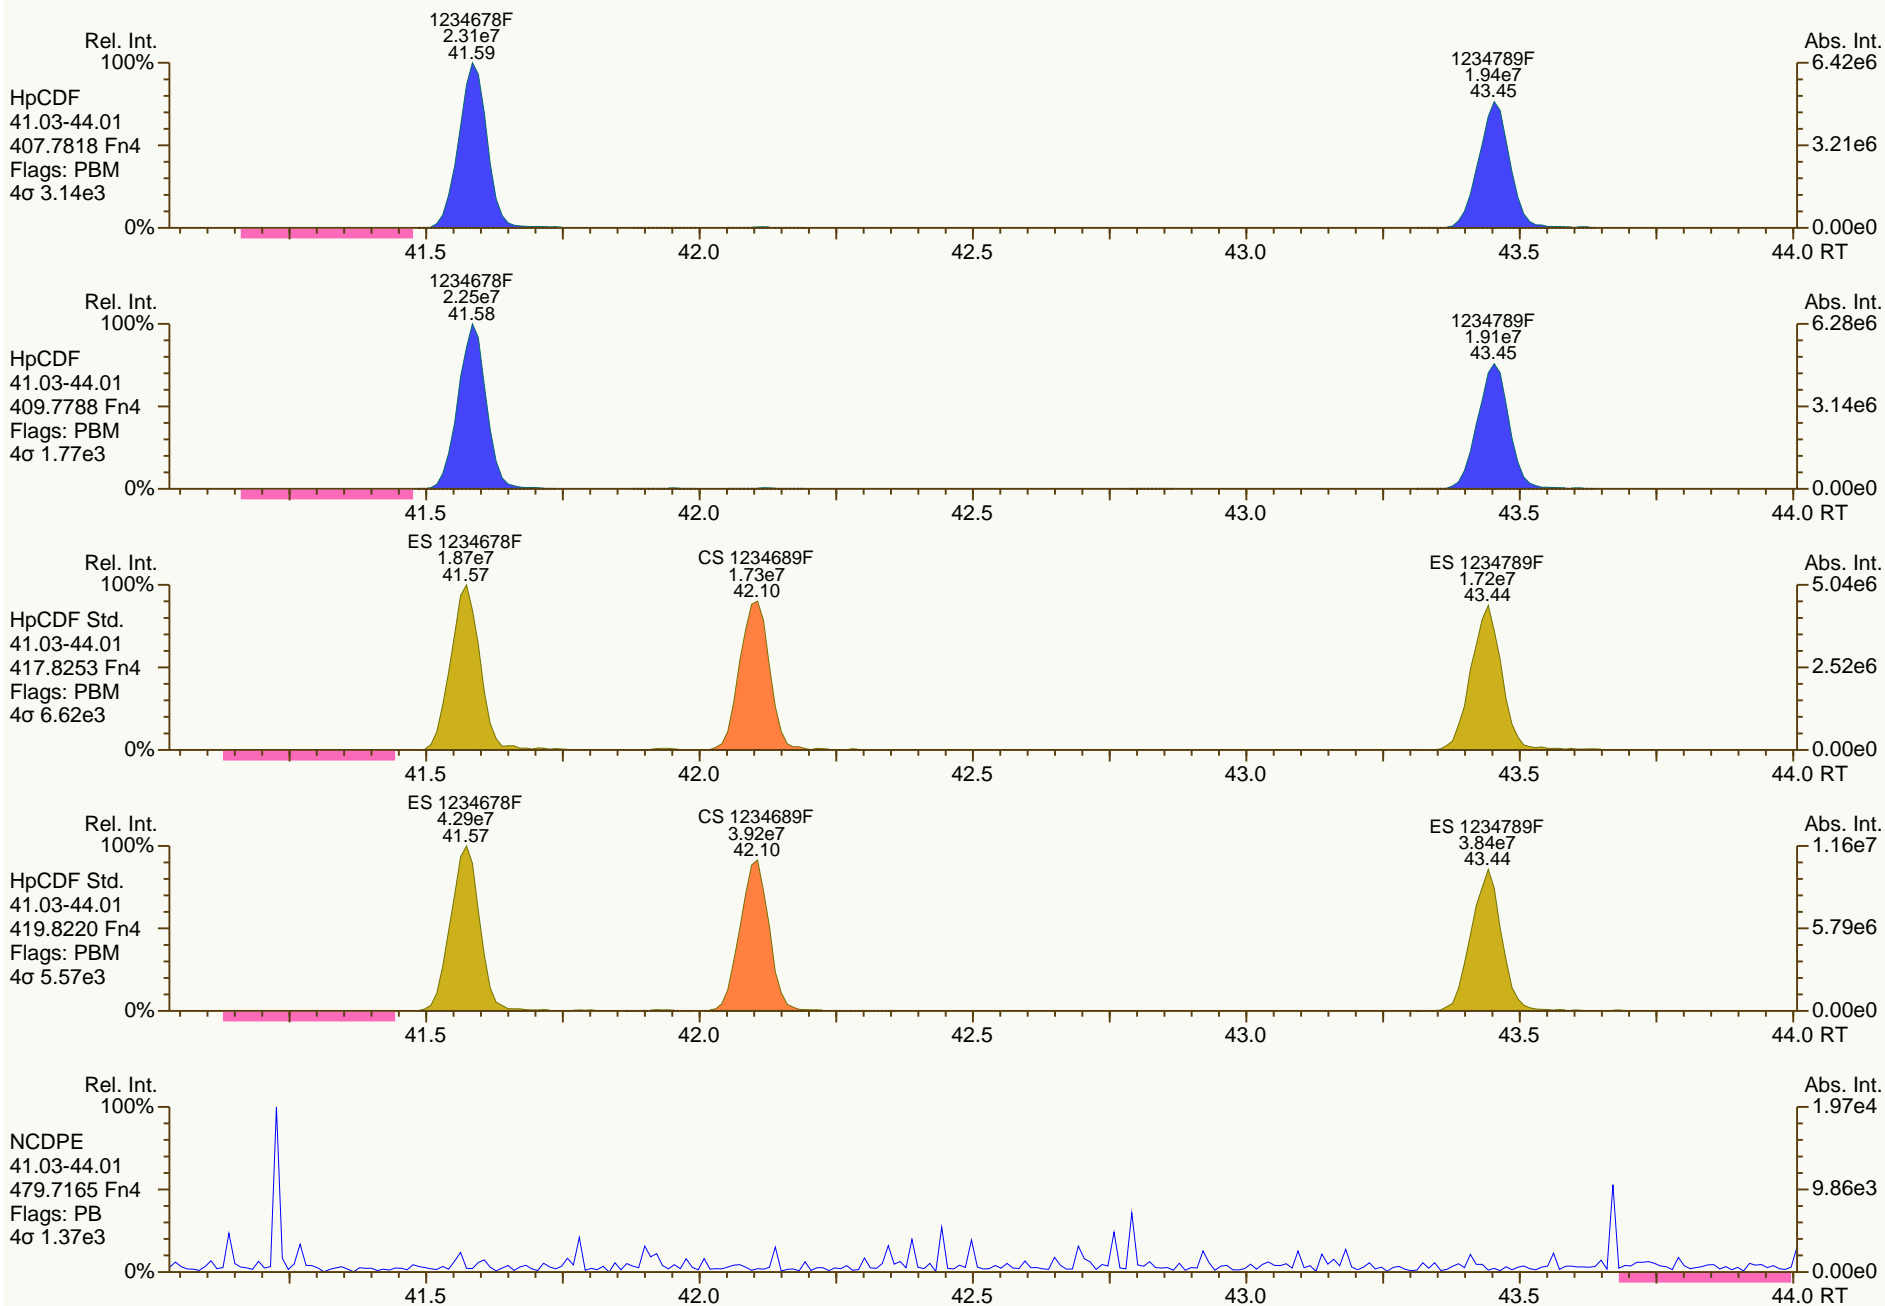 1234678F
2.31e7
41.59
Rel. Int.
Abs. Int.
100%
6.42e6
1234789F
1.94e7
43.45
HpCDF
41.03-44.01
407.7818 Fn4
3.21e6
Flags: PBM
4σ 3.14e3
0%
0.00e0
41.5 42.0 42.5 43.0 43.5 44.0 RT
1234678F
2.25e7
41.58
Rel. Int.
Abs. Int.
100%
6.28e6
1234789F
1.91e7
43.45
HpCDF
41.03-44.01
409.7788 Fn4
3.14e6
Flags: PBM
4σ 1.77e3
0%
0.00e0
41.5 42.0 42.5 43.0 43.5 44.0 RT
ES 1234678F
1.87e7
41.57
CS 1234689F
1.73e7
42.10
ES 1234789F
1.72e7
43.44
Rel. Int.
Abs. Int.
100%
5.04e6
HpCDF Std.
41.03-44.01
417.8253 Fn4
2.52e6
Flags: PBM
4σ 6.62e3
0%
0.00e0
41.5 42.0 42.5 43.0 43.5 44.0 RT
ES 1234678F
4.29e7
41.57
CS 1234689F
3.92e7
42.10
ES 1234789F
3.84e7
43.44
Rel. Int.
Abs. Int.
100%
1.16e7
HpCDF Std.
41.03-44.01
419.8220 Fn4
5.79e6
Flags: PBM
4σ 5.57e3
0%
0.00e0
41.5 42.0 42.5 43.0 43.5 44.0 RT
Rel. Int.
Abs. Int.
100%
1.97e4
NCDPE
41.03-44.01
479.7165 Fn4
9.86e3
Flags: PB
4σ 1.37e3
0%
0.00e0
41.5 42.0 42.5 43.0 43.5 44.0 RT